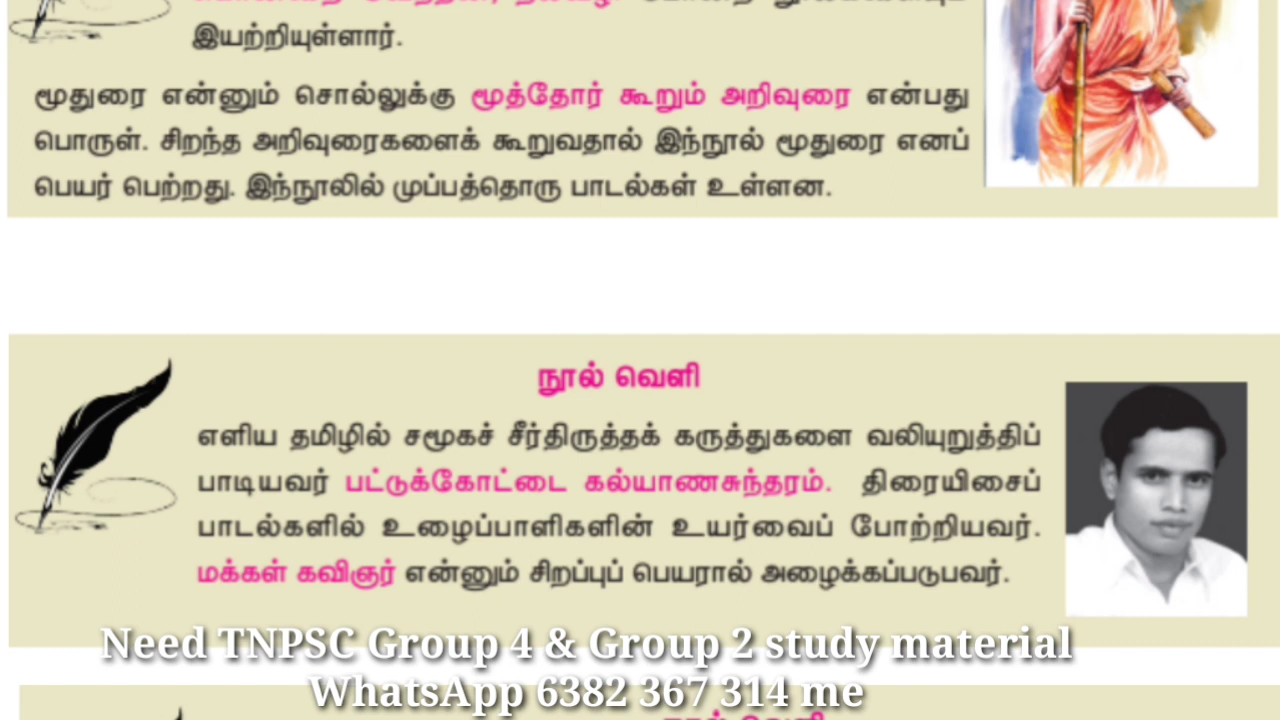 இயற்றியுள்ளார்.
மூதுரை என்னும் சொல்லுக்கு மூத்தோர் கூறும் அறிவுரை என்பது
பொருள். சிறந்த அறிவுரைகளைக் கூறுவதால் இந்நூல் மூதுரை எனப்
பெயர் பெற்றது. இந்நூலில் முப்பத்தொரு பாடல்கள் உள்ளன.
நூல் வெளி
எளிய தமிழில் சமூகச் சீர்திருத்தக் கருத்துகளை வலியுறுத்திப்
பாடியவர் பட்டுக்கோட்டை கல்யாணசுந்தரம். திரையிசைப்
பாடல்களில் உழைப்பாளிகளின் உயர்வைப் போற்றியவர்.
மக்கள் கவிஞர் என்னும் சிறப்புப் பெயரால் அழைக்கப்படுபவர்.
Need TNPSC Group 4 & Group 2 study material
WhatsApp 6382 367 314 me